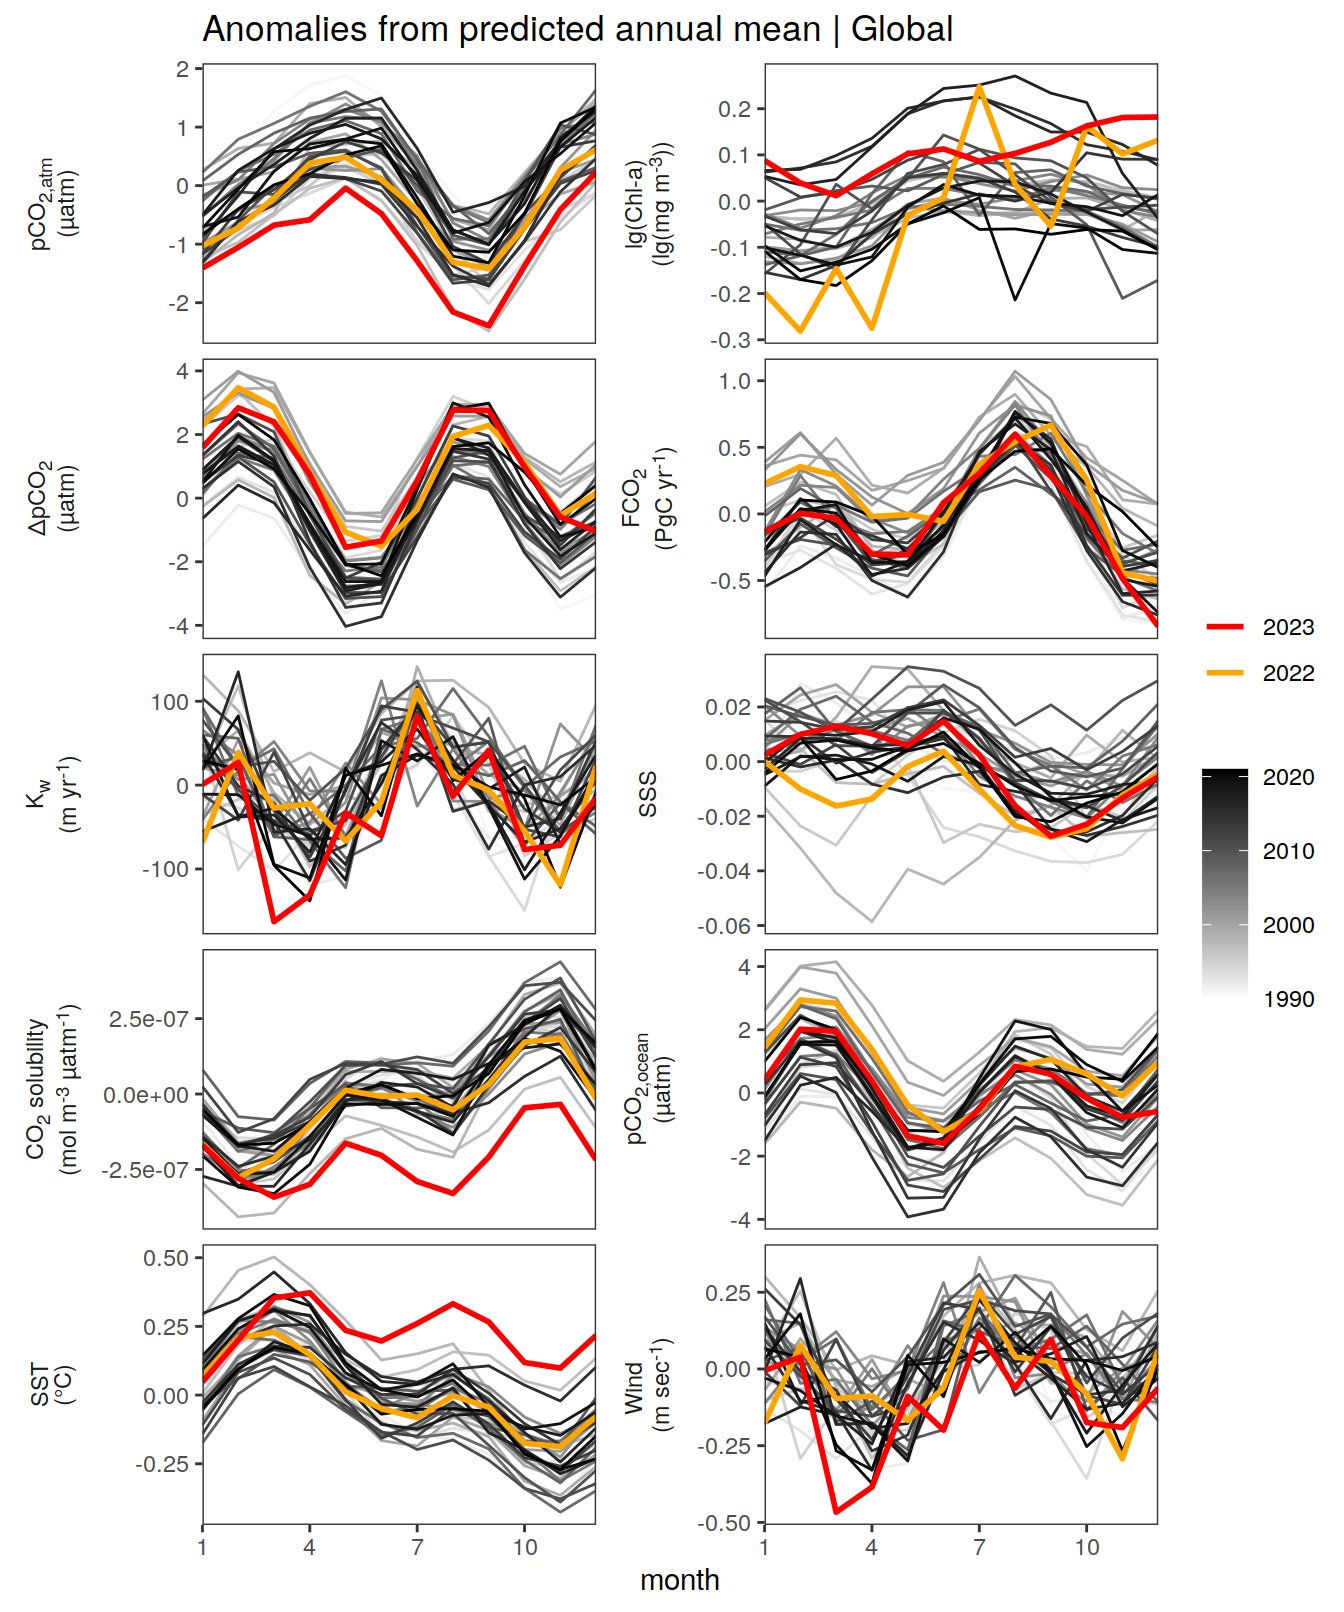 Anomalies from predicted annual mean | Global
pCO2,atm
(µatm)
2
1
0
-1
-2
lg(Chl-a)
(lg(mg m-3))
0.2
0.1
0.0
-0.1
-0.2
-0.3
ΔpCO2
(µatm)
4
2
0
-2
-4
FCO2
(PgC yr-1)
1.0
0.5
0.0
-0.5
Kw
(m yr-1)
100
0
-100
SSS
0.02
0.00
-0.02
-0.04
-0.06
CO2 solubility
(mol m-3 µatm-1)
2.5e-07
0.0e+00
-2.5e-07
pCO2,ocean
(µatm)
4
2
0
-2
-4
SST
(°C)
0.50
0.25
0.00
-0.25
Wind
(m sec-1)
0.25
0.00
-0.25
-0.50
1 4 7 10
1 4 7 10
month
2023
2022
2020
2010
2000
1990